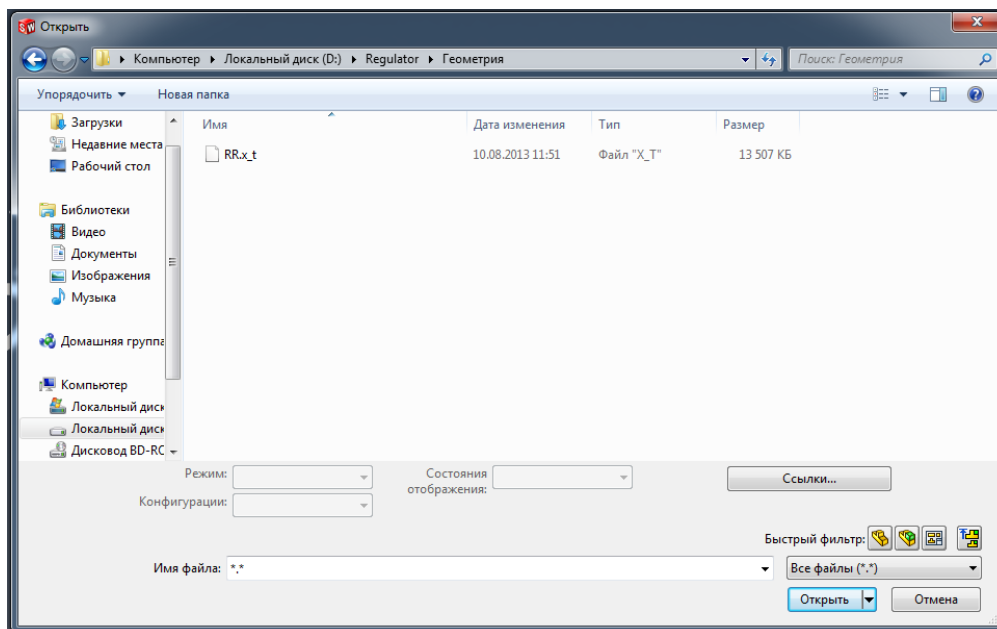 SW Открыть
Компьютер ▸ Локальный диск (D:) ▸ Regulator ▸ Геометрия
Поиск: Геометрия
Упорядочить ▾ Новая папка
Загрузки
Недавние места
Рабочий стол
Библиотеки
Видео
Документы
Изображения
Музыка
Домашняя группа
Компьютер
Локальный диск
Локальный диск
Дисковод BD-RO
Имя Дата изменения Тип Размер
RR.x_t 10.08.2013 11:51 Файл "X_T" 13 507 КБ
Режим:
Конфигурации:
Состояния
отображения:
Ссылки...
Быстрый фильтр:
Имя файла: *.*
Все файлы (*.*)
Открыть Отмена